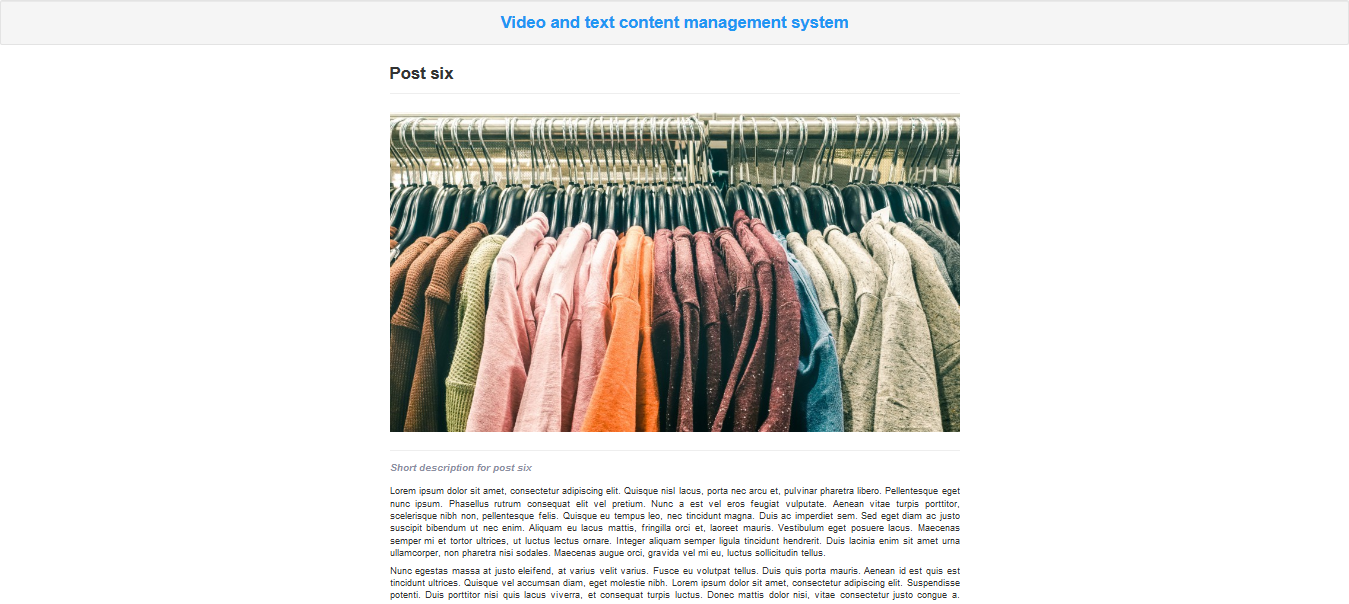 Video and text content management system
Post six
Short description for post six
Lorem ipsum dolor sit amet, consectetur adipiscing elit. Quisque nisl lacus, porta nec arcu et, pulvinar pharetra libero. Pellentesque eget
nunc ipsum. Phasellus rutrum consequat elit vel pretium. Nunc a est vel eros feugiat vulputate. Aenean vitae turpis porttitor,
scelerisque nibh non, pellentesque felis. Quisque eu tempus leo, nec tincidunt magna. Duis ac imperdiet sem. Sed eget diam ac justo
suscipit bibendum ut nec enim. Aliquam eu lacus mattis, fringilla orci et, laoreet mauris. Vestibulum eget posuere lacus. Maecenas
semper mi et tortor ultrices, ut luctus lectus ornare. Integer aliquam semper ligula tincidunt hendrerit. Duis lacinia enim sit amet urna
ullamcorper, non pharetra nisi sodales. Maecenas augue orci, gravida vel mi eu, luctus sollicitudin tellus.
Nunc egestas massa at justo eleifend, at varius velit varius. Fusce eu volutpat tellus. Duis quis porta mauris. Aenean id est quis est
tincidunt ultrices. Quisque vel accumsan diam, eget molestie nibh. Lorem ipsum dolor sit amet, consectetur adipiscing elit. Suspendisse
potenti. Duis porttitor nisi quis lacus viverra, et consequat turpis luctus. Donec mattis dolor nisi, vitae consectetur justo congue a.